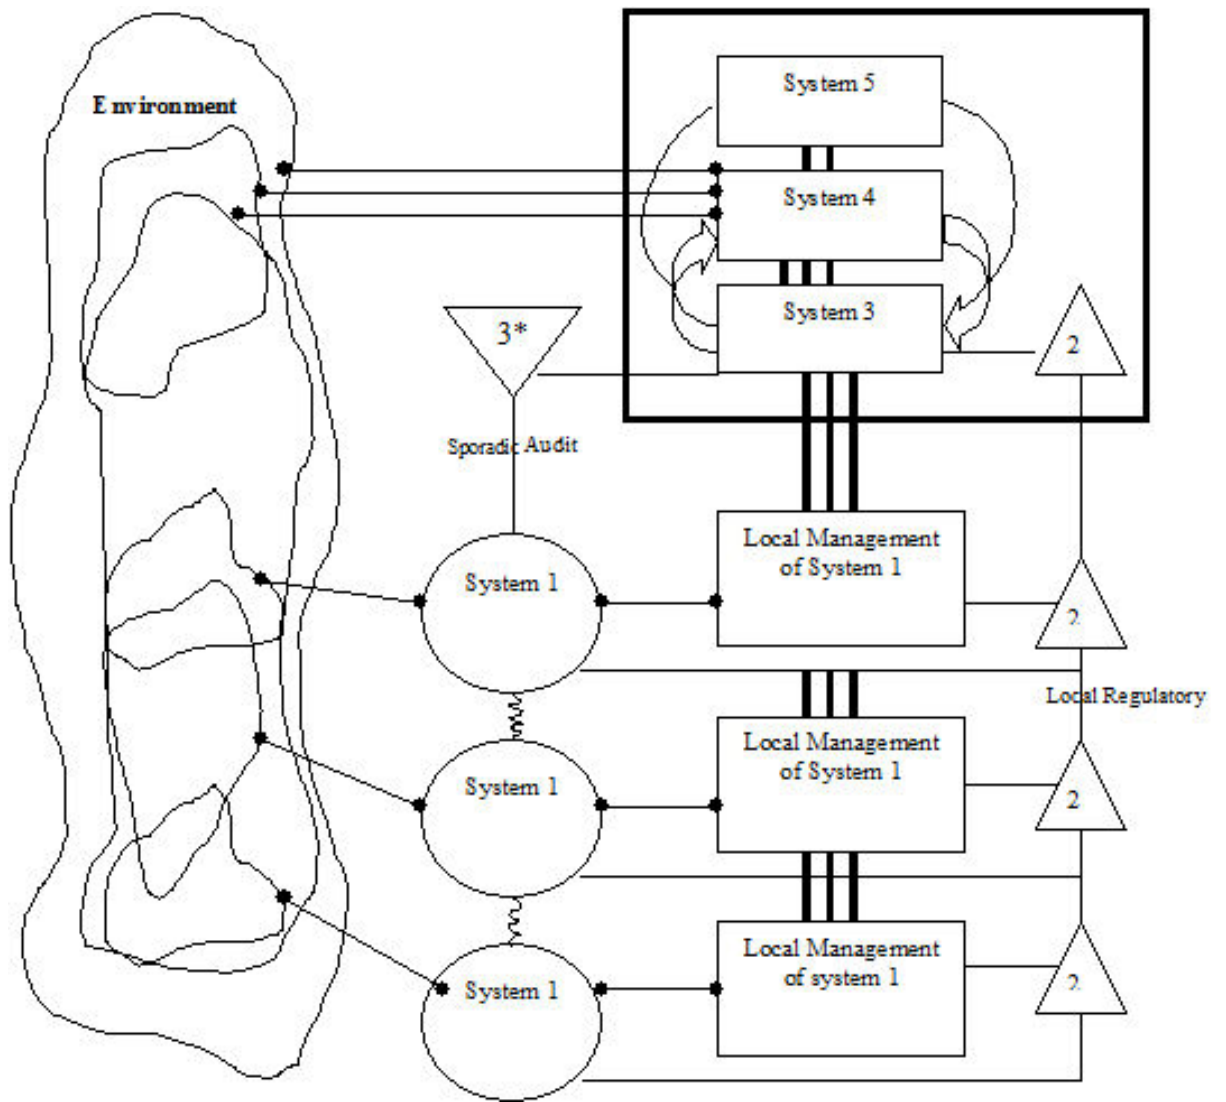 Environment
System 5
System 4
System 3
3*
2
Sporadic Audit
Local Management
of System 1
System 1
2
Local Regulatory
Local Management
of System 1
System 1
2
Local Management
of system 1
System 1
2